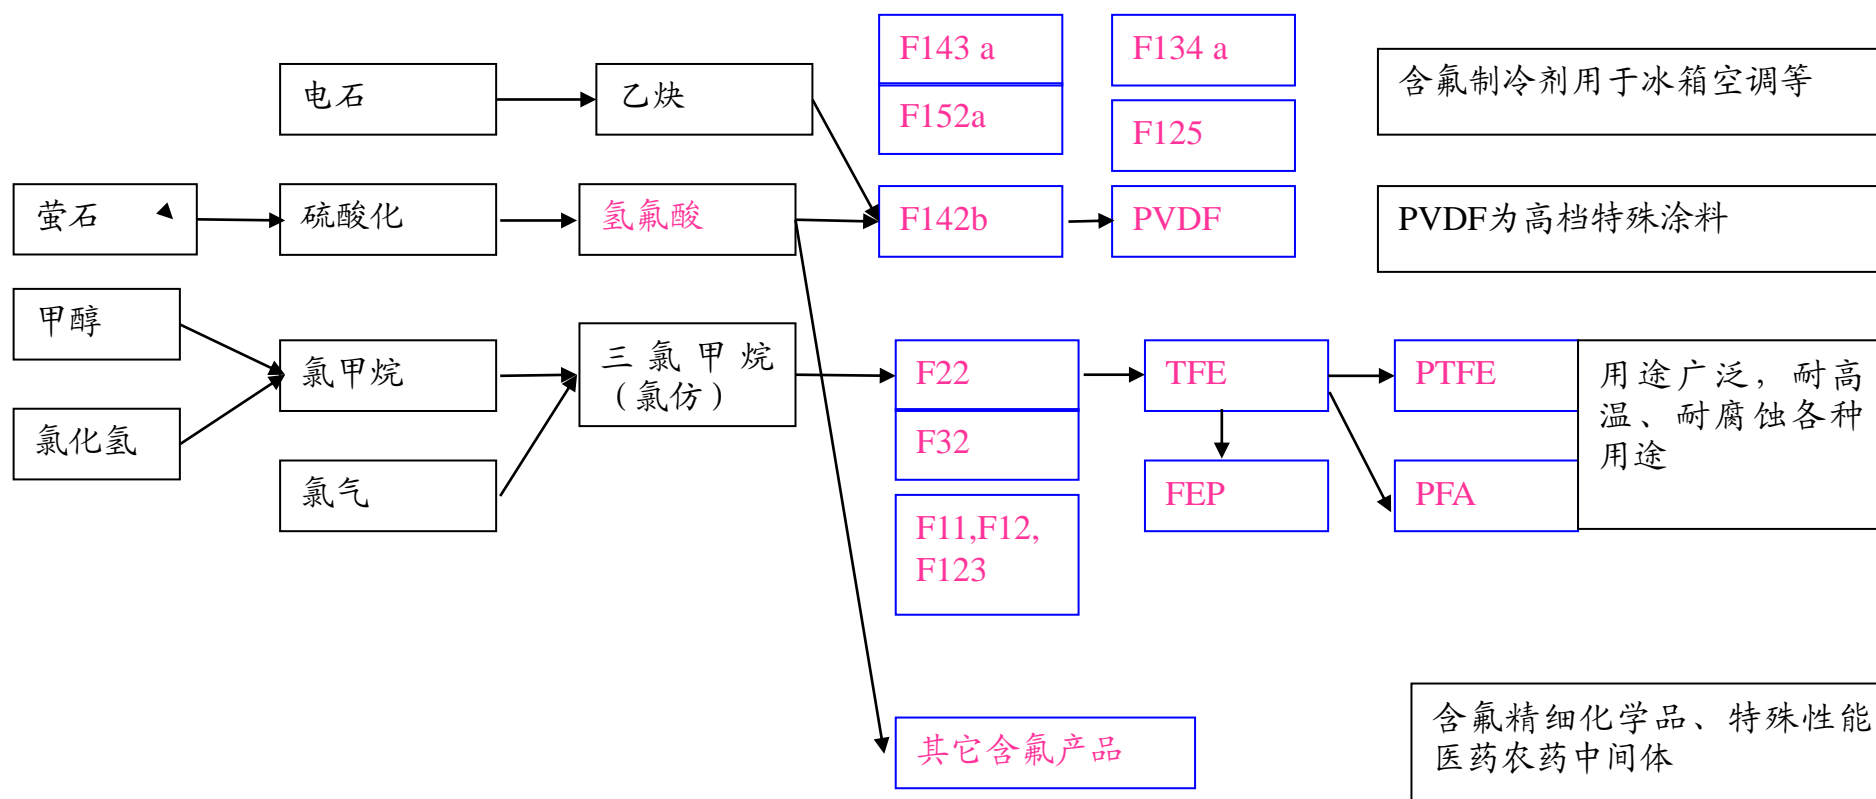 F143 a
F134 a
含氟制冷剂用于冰箱空调等
电石
乙炔
F152a
F125
萤石
硫酸化
氢氟酸
F142b
PVDF
PVDF为高档特殊涂料
甲醇
氯甲烷
三氯甲烷
（氯仿）
F22
TFE
PTFE
用途广泛，耐高
温、耐腐蚀各种
用途
氯化氢
F32
氯气
FEP
PFA
F11,F12,
F123
其它含氟产品
含氟精细化学品、特殊性能
医药农药中间体